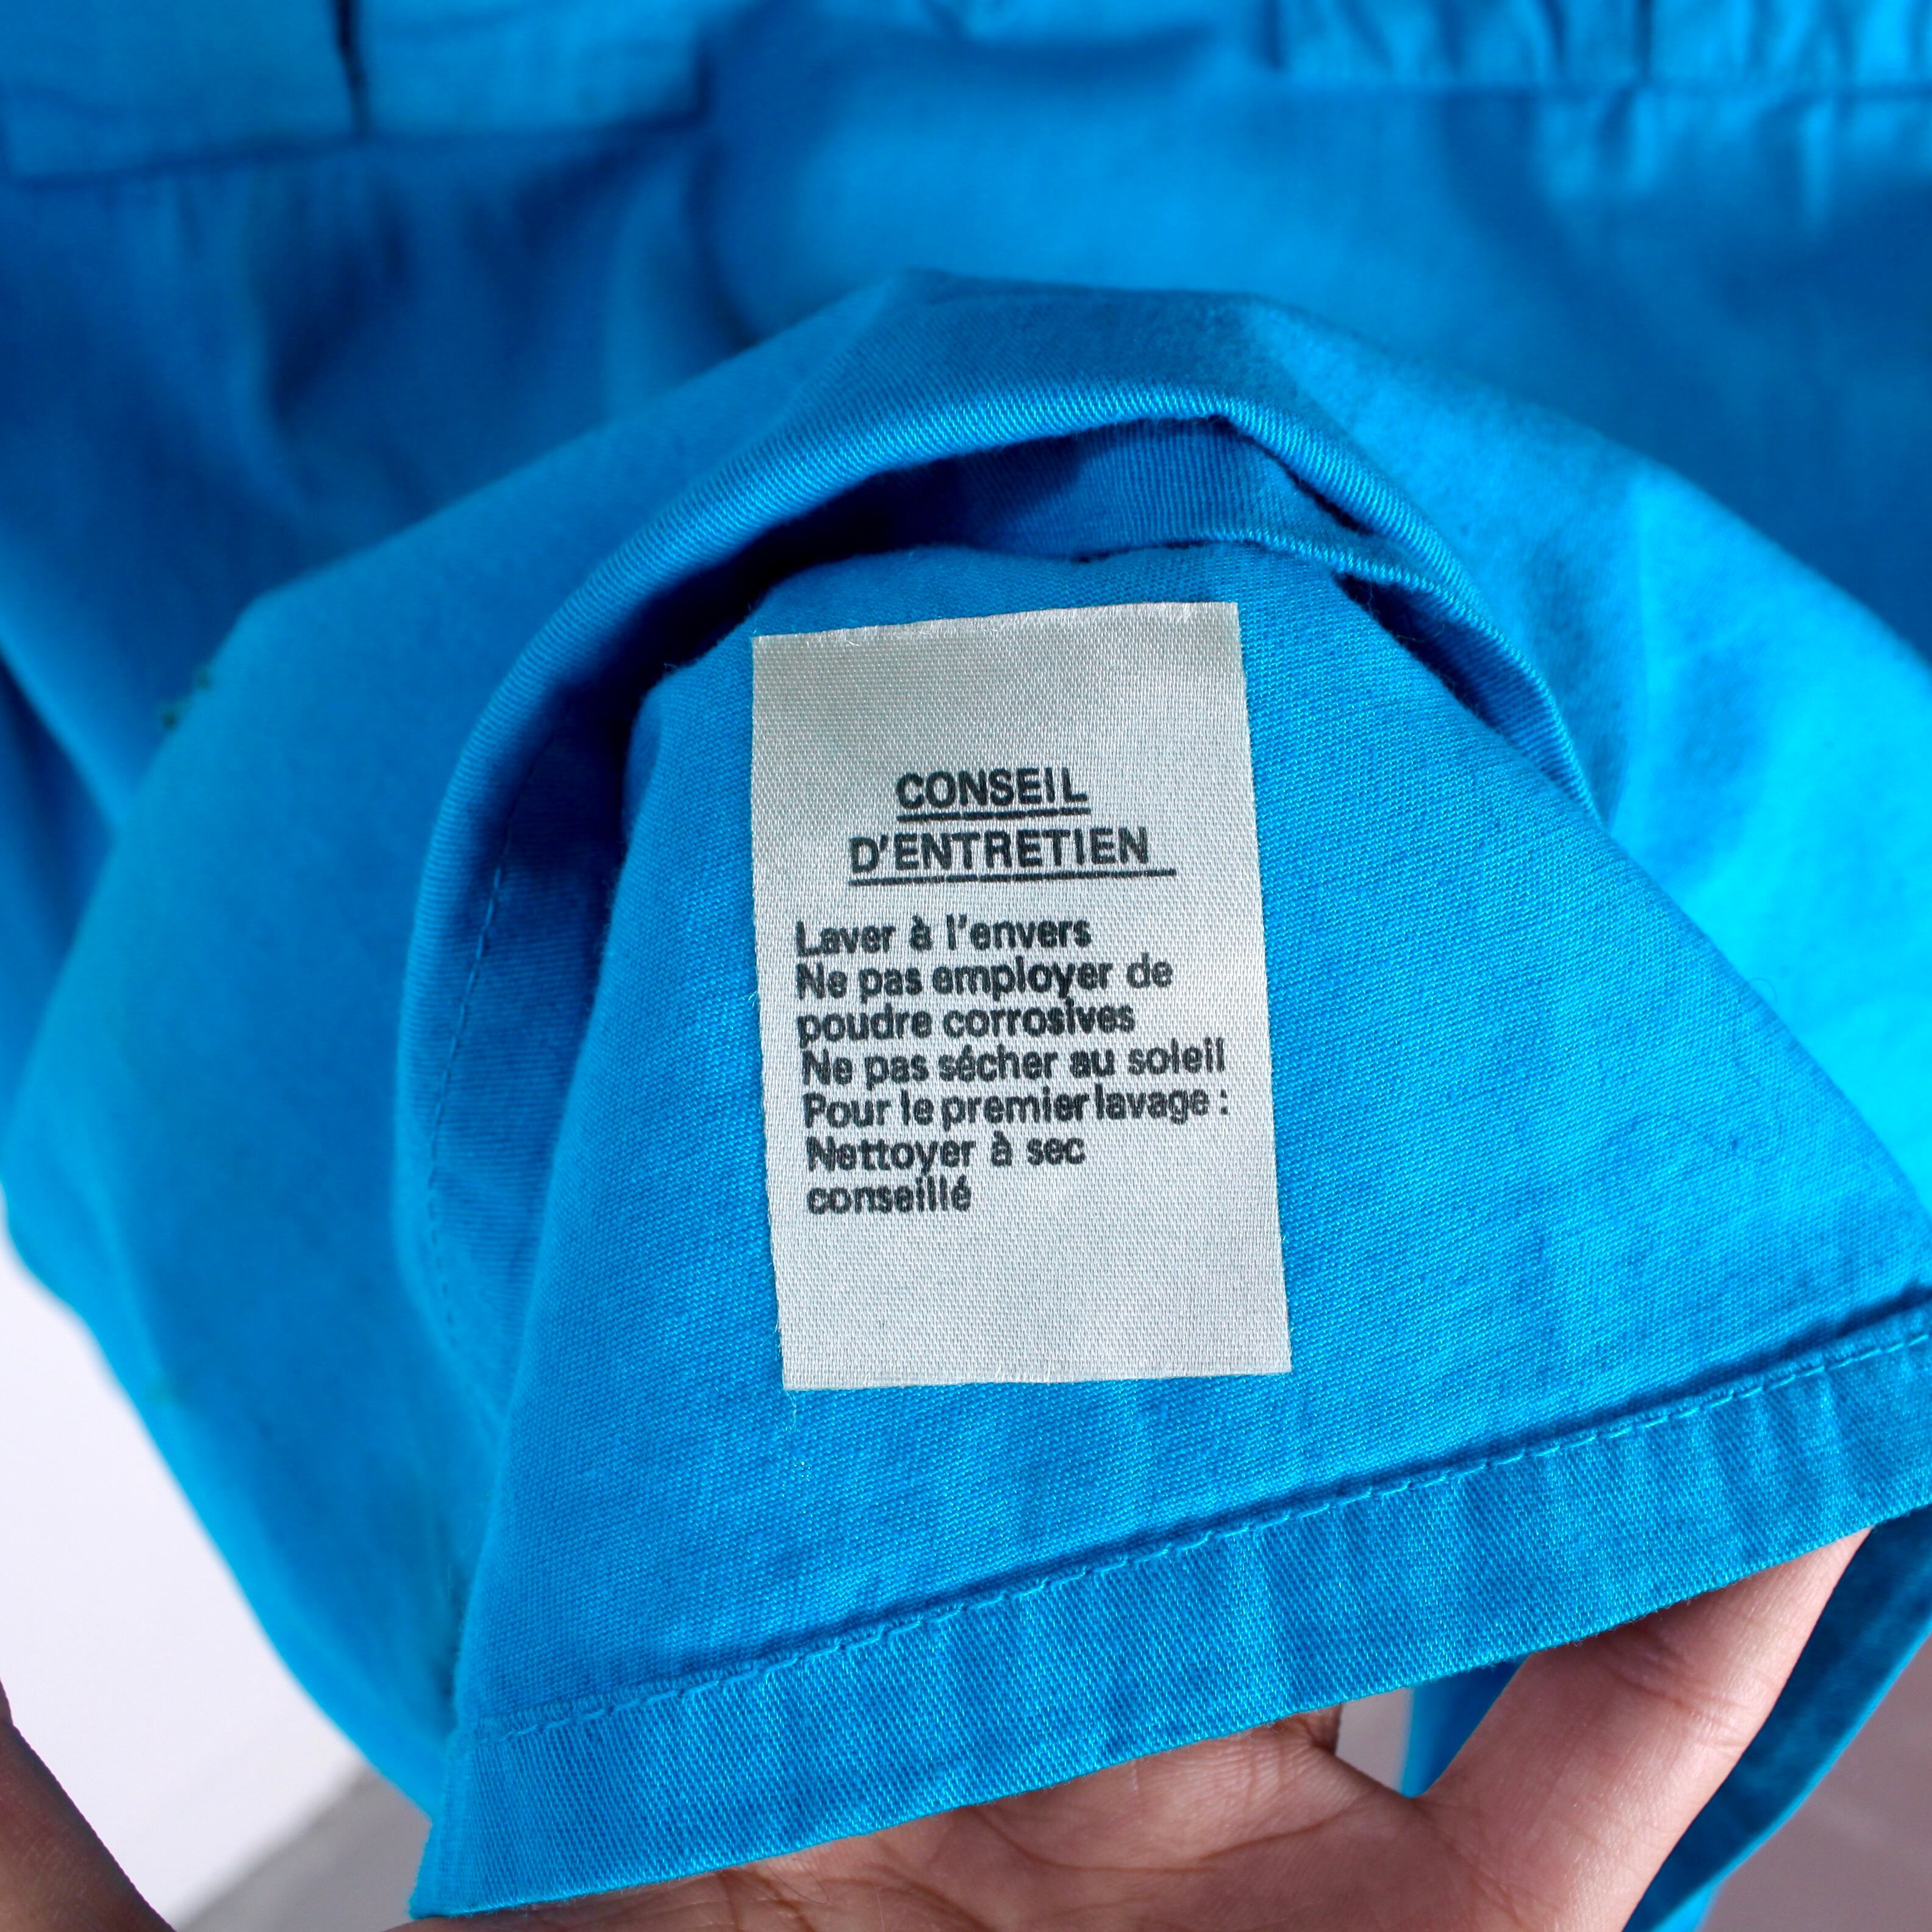 CONSEIL
D'ENTRETIEN
Laver à l'envers
Ne pas employer de
poudre corrosives
Ne pas sécher au soleil
Pour le premier lavage :
Nettoyer à sec
conseillé